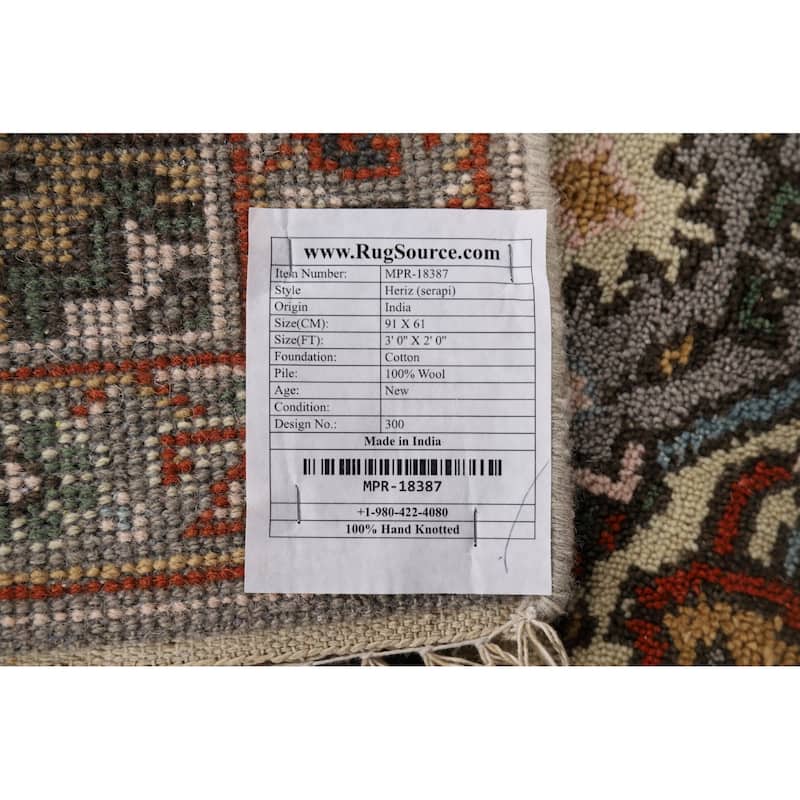 www.RugSource.com
Item Number: MPR-18387
Style Heriz (serapi)
Origin India
Size(CM): 91 X 61
Size(FT): 3' 0" X 2' 0"
Foundation: Cotton
Pile: 100% Wool
Age: New
Condition:
Design No.: 300
Made in India
MPR-18387
+1-980-422-4080
100% Hand Knotted